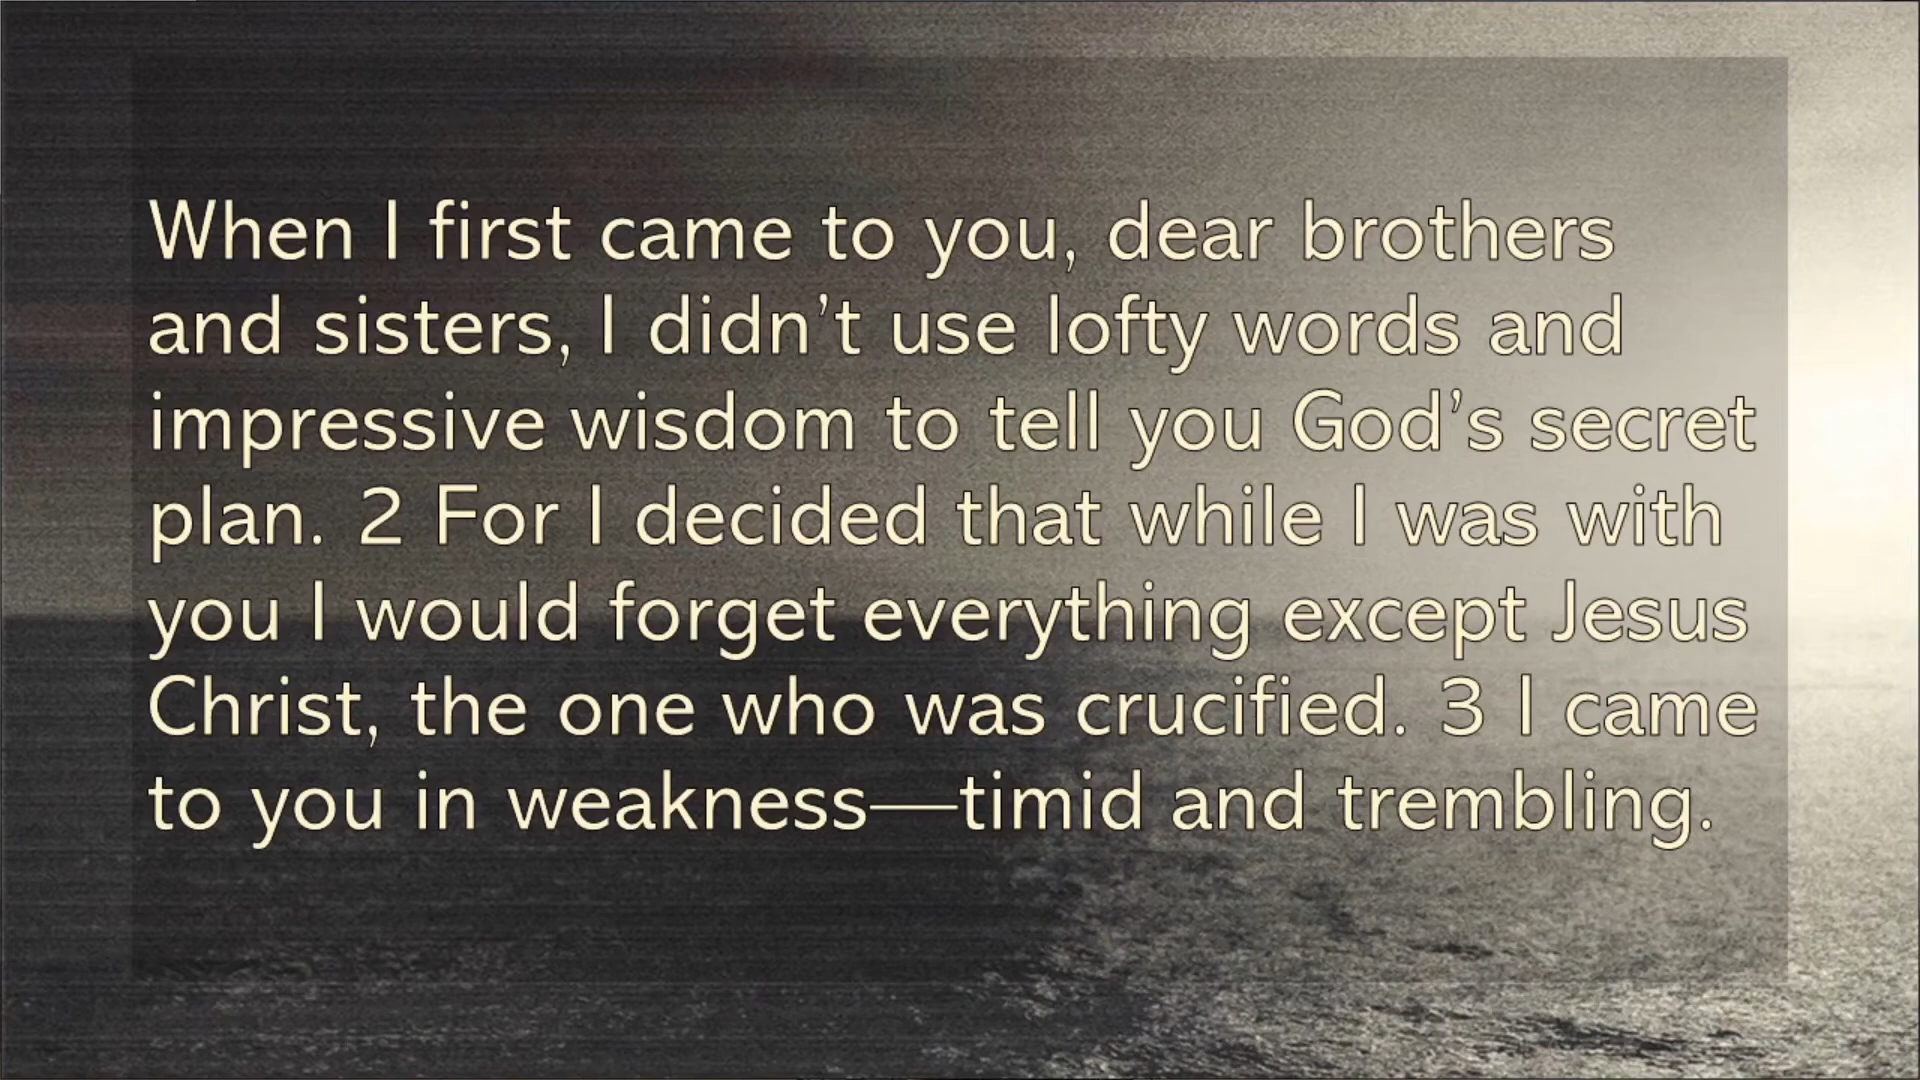 When I first came to you, dear brothers
and sisters, I didn’t use lofty words and
impressive wisdom to tell you God’s secret
plan. 2 For I decided that while I was with
you I would forget everything except Jesus
Christ, the one who was crucified. 3 I came
to you in weakness—timid and trembling.